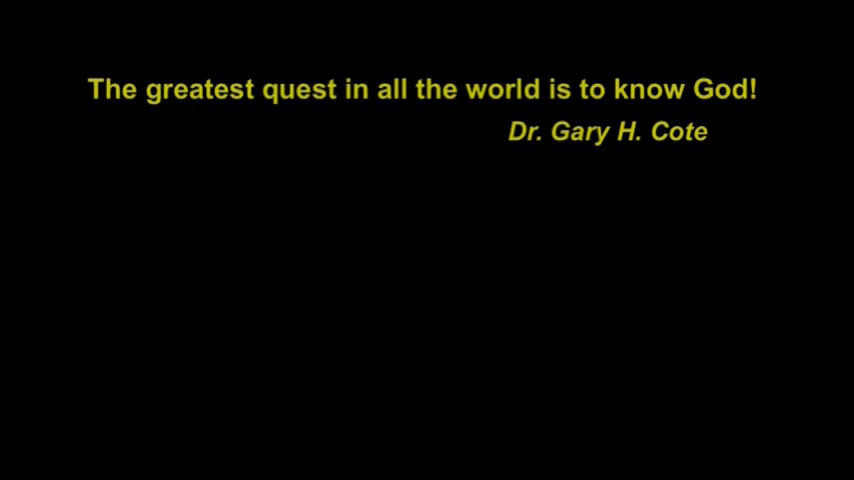 The greatest quest in all the world is to know God!
Dr. Gary H. Cote